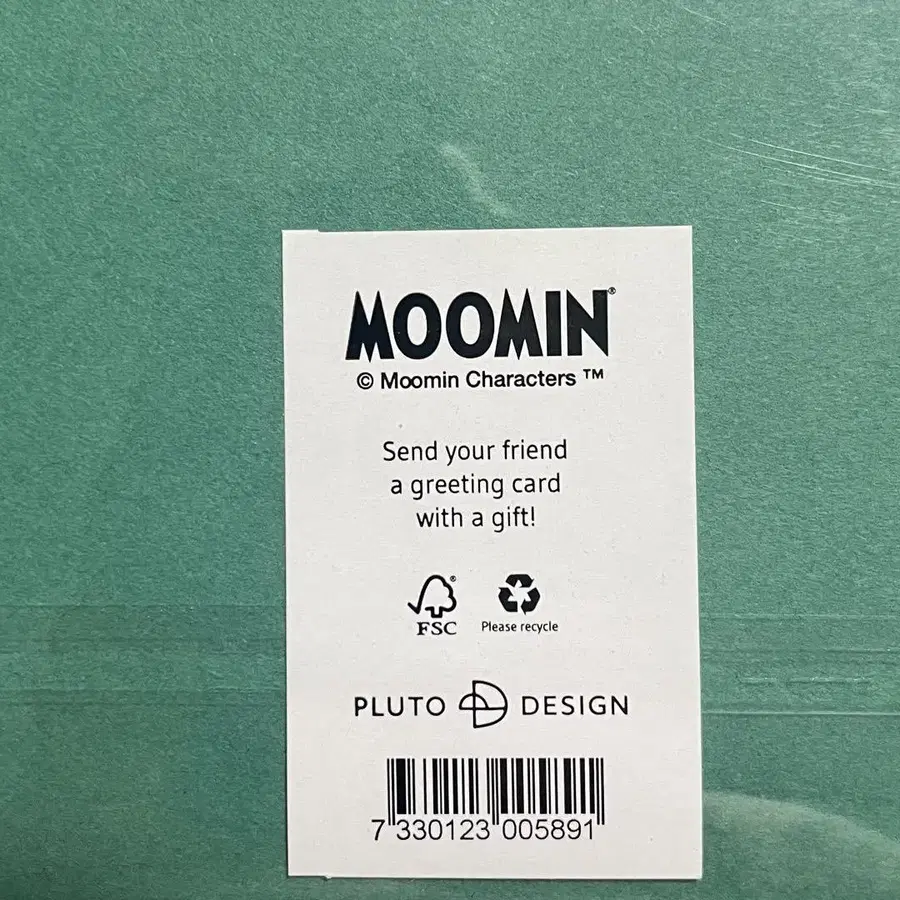 MOOMIN®
© Moomin Characters ™
Send your friend
a greeting card
with a gift!
®
FSC
Please recycle
PLUTO DESIGN
7 330123 005891